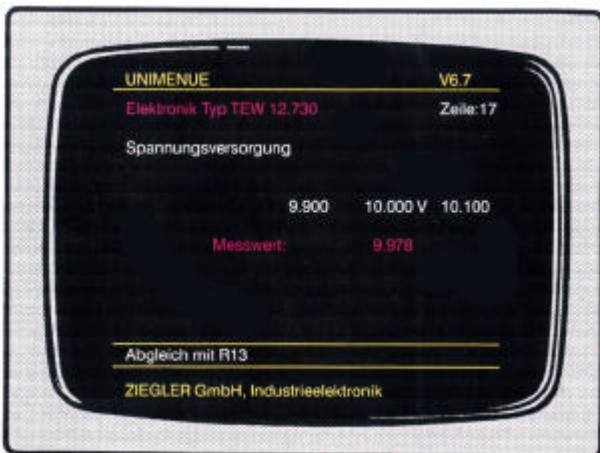 UNIMENUE V6.7
Elektronik Typ TEW 12.730 Zeile:17
Spannungsversorgung
9.900 10.000 V 10.100
Messwert: 9.978
Abgleich mit R13
ZIEGLER GmbH, Industrieelektronik